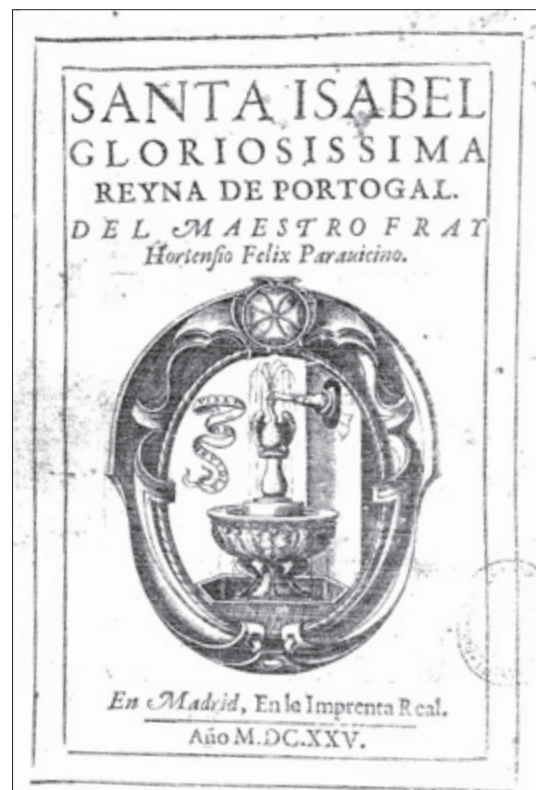 SANTA ISABEL
GLORIOSISSIMA
REYNA DE PORTOGAL.
DEL MAESTRO FRAY
Hortensio Felix Parauicino.
En Madrid, En la Imprenta Real.
Año M.DC.XXV.